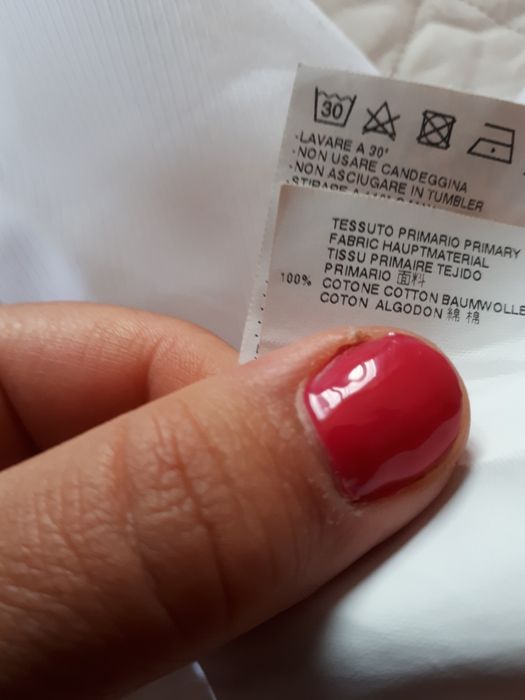 30
-LAVARE A 30°
-NON USARE CANDEGGINA
-NON ASCIUGARE IN TUMBLER
-STIRARE A
TESSUTO PRIMARIO PRIMARY
FABRIC HAUPTMATERIAL
TISSU PRIMAIRE TEJIDO
PRIMARIO 面料
100% COTONE COTTON BAUMWOLLE
COTON ALGODON 綿 棉